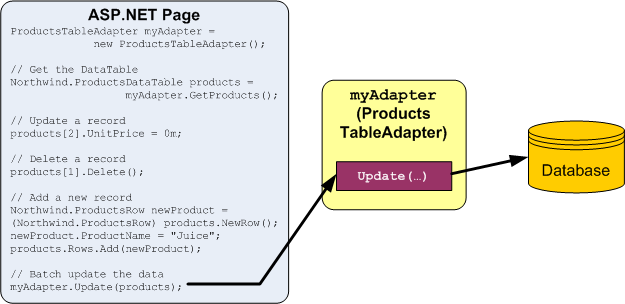 ASP.NET Page
ProductsTableAdapter myAdapter =
new ProductsTableAdapter();
// Get the DataTable
Northwind.ProductsDataTable products =
myAdapter.GetProducts();
// Update a record
products[2].UnitPrice = 0m;
// Delete a record
products[1].Delete();
// Add a new record
Northwind.ProductsRow newProduct =
(Northwind.ProductsRow) products.NewRow();
newProduct.ProductName = "Juice";
products.Rows.Add(newProduct);
// Batch update the data
myAdapter.Update(products);
myAdapter
(Products
TableAdapter)
Update(…)
Database